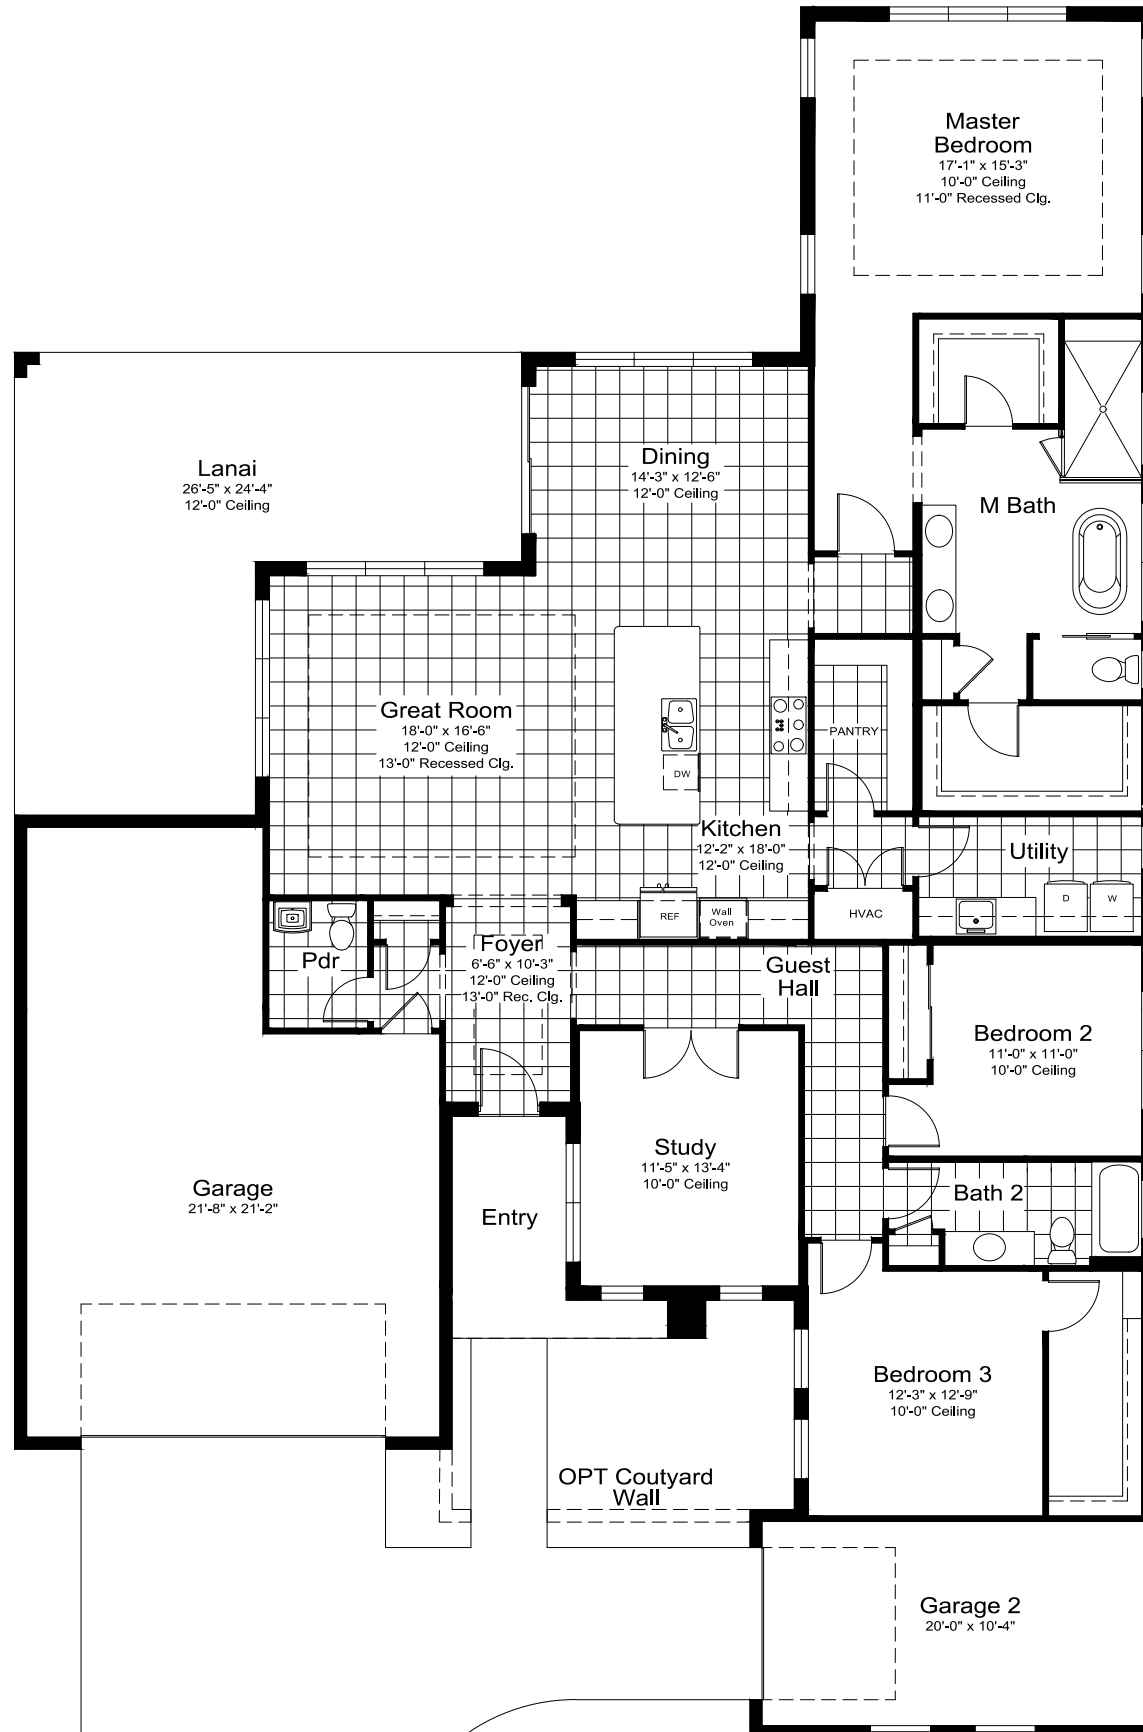 Master
Bedroom
17'-1" x 15'-3"
10'-0" Ceiling
11'-0" Recessed Clg.
Lanai
26'-5" x 24'-4"
12'-0" Ceiling
Dining
14'-3" x 12'-6"
12'-0" Ceiling
M Bath
Great Room
18'-0" x 16'-6"
12'-0" Ceiling
13'-0" Recessed Clg.
DW
PANTRY
Kitchen
12'-2" x 18'-0"
12'-0" Ceiling
Utility
D
W
REF
Wall
Oven
HVAC
Pdr
Foyer
6'-6" x 10'-3"
12'-0" Ceiling
13'-0" Rec. Clg.
Guest
Hall
Bedroom 2
11'-0" x 11'-0"
10'-0" Ceiling
Study
11'-5" x 13'-4"
10'-0" Ceiling
Garage
21'-8" x 21'-2"
Entry
Bath 2
Bedroom 3
12'-3" x 12'-9"
10'-0" Ceiling
OPT Coutyard
Wall
Garage 2
20'-0" x 10'-4"